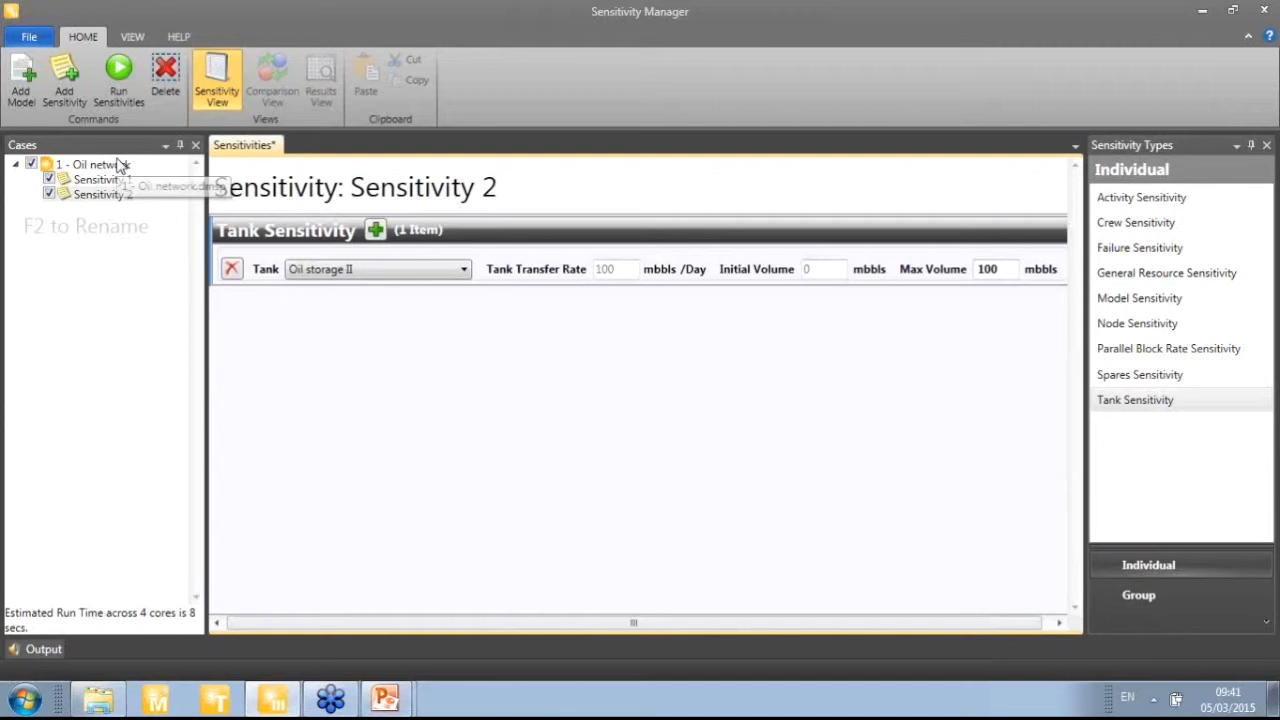 Sensitivity Manager
File HOME VIEW HELP
Add Model
Add Sensitivity
Run Sensitivities
Delete
Commands
Sensitivity View
Comparison View
Results View
Views
Paste
Cut
Copy
Clipboard
Cases
1 - Oil network
Sensitivity 1
Sensitivity 2
F2 to Rename
Estimated Run Time across 4 cores is 8
secs.
Output
Sensitivities*
Sensitivity: Sensitivity 2
Tank Sensitivity (1 Item)
Tank Oil storage II Tank Transfer Rate 100 mbbls /Day Initial Volume 0 mbbls Max Volume 100 mbbls
Sensitivity Types
Individual
Activity Sensitivity
Crew Sensitivity
Failure Sensitivity
General Resource Sensitivity
Model Sensitivity
Node Sensitivity
Parallel Block Rate Sensitivity
Spares Sensitivity
Tank Sensitivity
Individual
Group
EN
09:41
05/03/2015